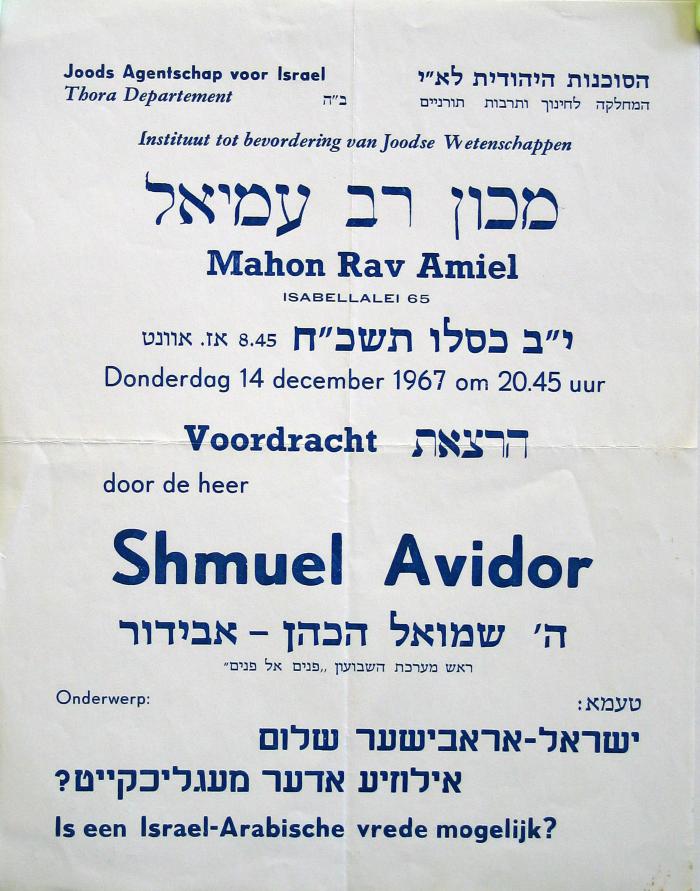 Joods Agentschap voor Israel הסוכנות היהודית לא״י
Thora Departement ב״ה המחלקה לחינוך ותרבות תורניים
Instituut tot bevordering van Joodse Wetenschappen
מכון רב עמיאל
Mahon Rav Amiel
ISABELLALEI 65
י״ב כסלו תשכ״ח 8.45 אז. אוונט
Donderdag 14 december 1967 om 20.45 uur
Voordracht הרצאת
door de heer
Shmuel Avidor
ה' שמואל הכהן – אבידור
ראש מערכת השבועון ,,פנים אל פנים״
Onderwerp: טעמא:
ישראל-אראבישער שלום
אילוזיע אדער מעגליכקייט?
Is een Israel-Arabische vrede mogelijk?